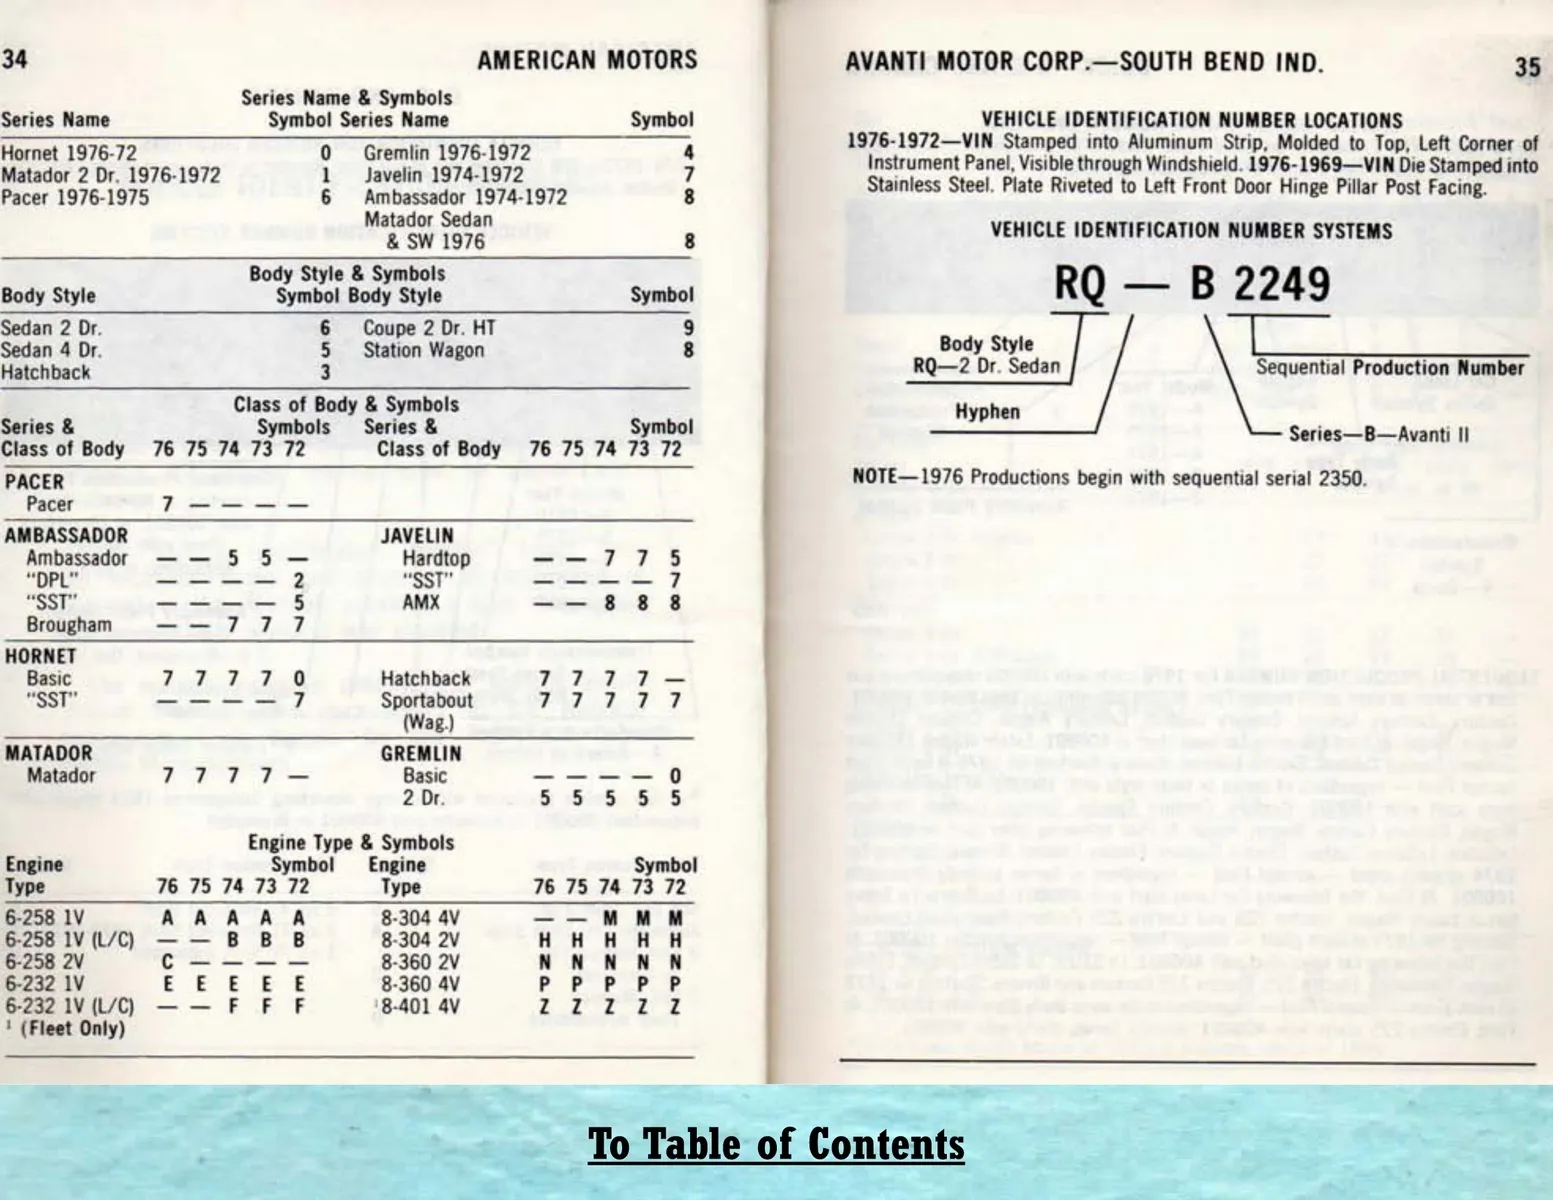 34 AMERICAN MOTORS
Series Name & Symbols
Series Name Symbol Series Name Symbol
Hornet 1976-72 0 Gremlin 1976-1972 4
Matador 2 Dr. 1976-1972 1 Javelin 1974-1972 7
Pacer 1976-1975 6 Ambassador 1974-1972 8
Matador Sedan
& SW 1976 8
Body Style & Symbols
Body Style Symbol Body Style Symbol
Sedan 2 Dr. 6 Coupe 2 Dr. HT 9
Sedan 4 Dr. 5 Station Wagon 8
Hatchback 3
Class of Body & Symbols
Series & Symbols Series & Symbol
Class of Body 76 75 74 73 72 Class of Body 76 75 74 73 72
PACER
Pacer 7 — — — —
AMBASSADOR JAVELIN
Ambassador — — 5 5 — Hardtop — — 7 7 5
"DPL" — — — — 2 "SST" — — — — 7
"SST" — — — — 5 AMX — — 8 8 8
Brougham — — 7 7 7
HORNET
Basic 7 7 7 7 0 Hatchback 7 7 7 7 —
"SST" — — — — 7 Sportabout 7 7 7 7 7
(Wag.)
MATADOR GREMLIN
Matador 7 7 7 7 — Basic — — — — 0
2 Dr. 5 5 5 5 5
Engine Type & Symbols
Engine Symbol Engine Symbol
Type 76 75 74 73 72 Type 76 75 74 73 72
6-258 1V A A A A A 8-304 4V — — M M M
6-258 1V (L/C) — — B B B 8-304 2V H H H H H
6-258 2V C — — — — 8-360 2V N N N N N
6-232 1V E E E E E 8-360 4V P P P P P
6-232 1V (L/C) — — F F F ¹8-401 4V Z Z Z Z Z
¹ (Fleet Only)
AVANTI MOTOR CORP.—SOUTH BEND IND. 35
VEHICLE IDENTIFICATION NUMBER LOCATIONS
1976-1972—VIN Stamped into Aluminum Strip, Molded to Top, Left Corner of
Instrument Panel, Visible through Windshield. 1976-1969—VIN Die Stamped into
Stainless Steel. Plate Riveted to Left Front Door Hinge Pillar Post Facing.
VEHICLE IDENTIFICATION NUMBER SYSTEMS
RQ — B 2249
Body Style
RQ—2 Dr. Sedan
Sequential Production Number
Hyphen
Series—B—Avanti II
NOTE—1976 Productions begin with sequential serial 2350.
To Table of Contents